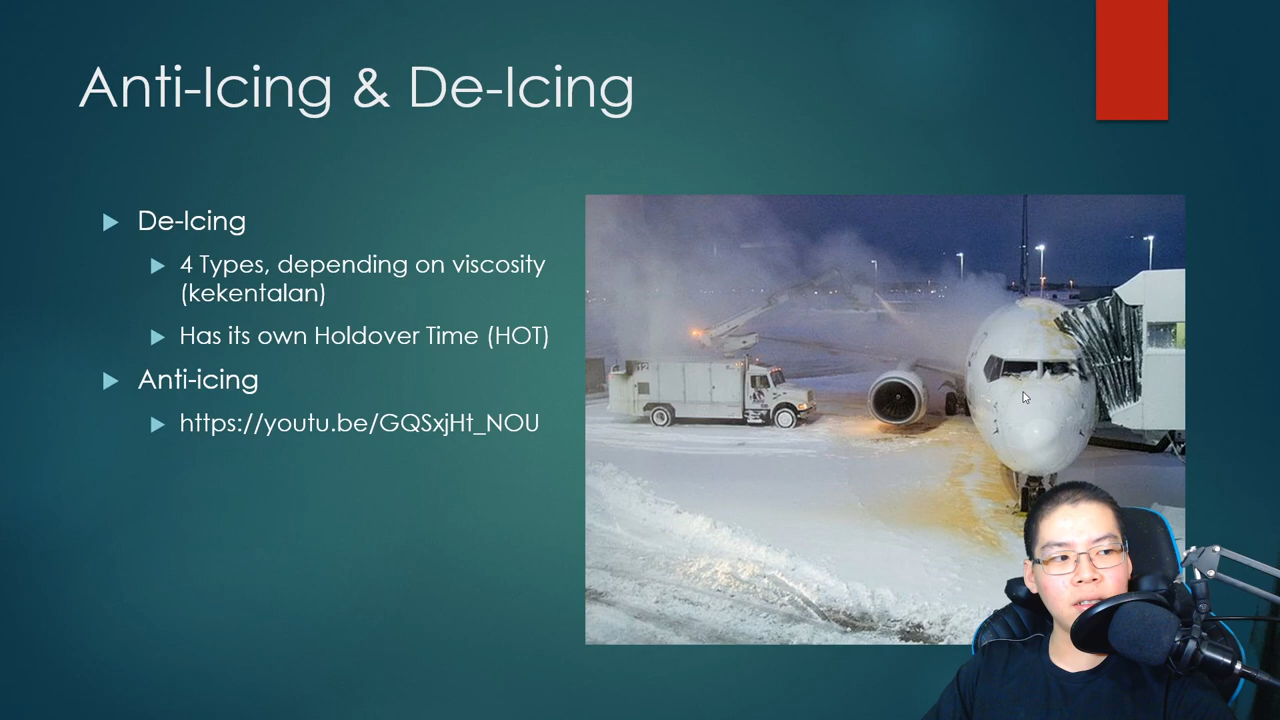 Anti-Icing & De-Icing
De-Icing
4 Types, depending on viscosity
(kekentalan)
Has its own Holdover Time (HOT)
Anti-icing
https://youtu.be/GQSxjHt_NOU